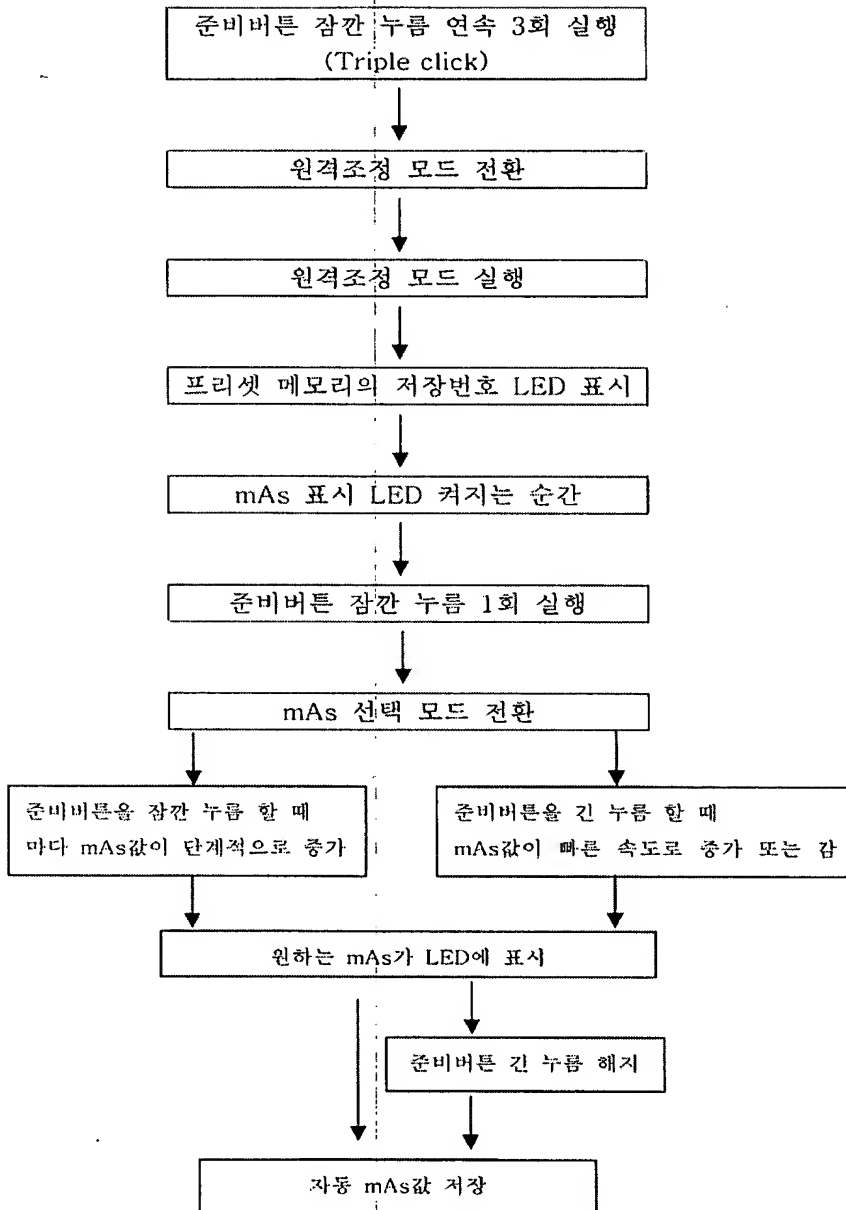 준비버튼 잠깐 누름 연속 3회 실행
(Triple click)
원격조정 모드 전환
원격조정 모드 실행
프리셋 메모리의 저장번호 LED 표시
mAs 표시 LED 켜지는 순간
준비버튼 잠깐 누름 1회 실행
mAs 선택 모드 전환
준비버튼을 잠깐 누름 할 때
마다 mAs값이 단계적으로 증가
준비버튼을 긴 누름 할 때
mAs값이 빠른 속도로 증가 또는 감
원하는 mAs가 LED에 표시
준비버튼 긴 누름 해지
자동 mAs값 저장